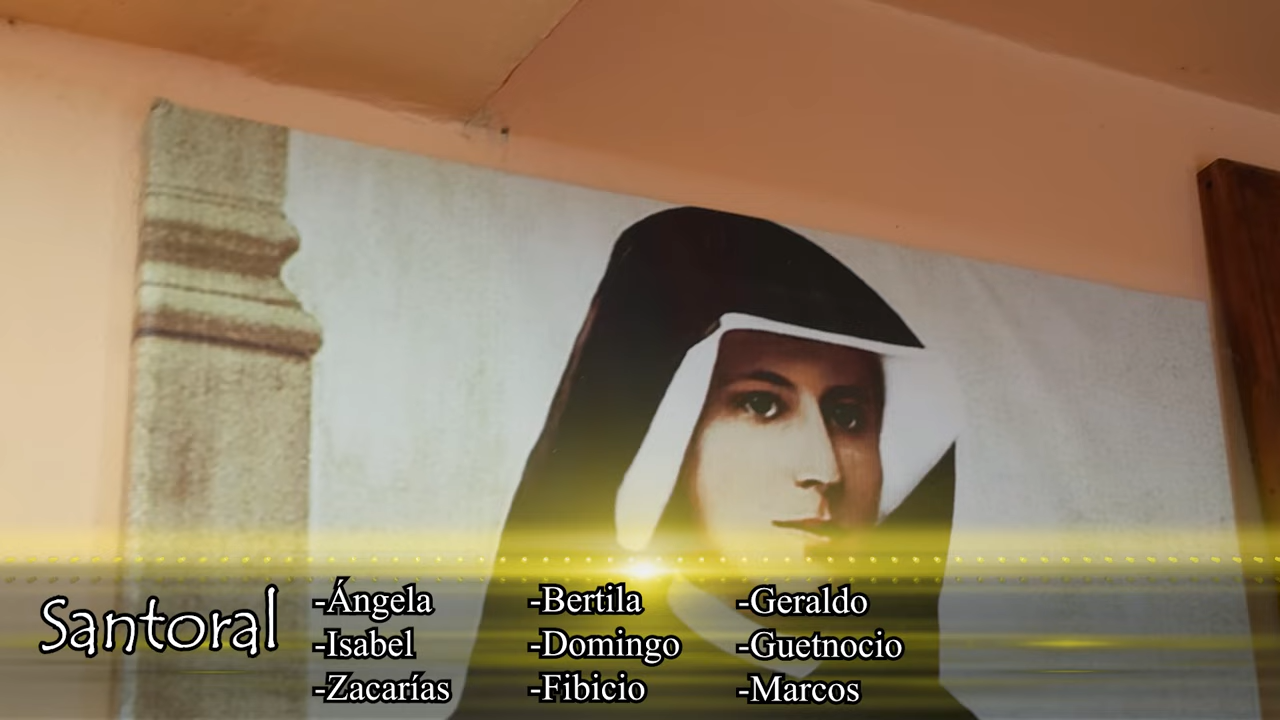 Santoral
-Ángela
-Isabel
-Zacarías
-Bertila
-Domingo
-Fibicio
-Geraldo
-Guetnocio
-Marcos